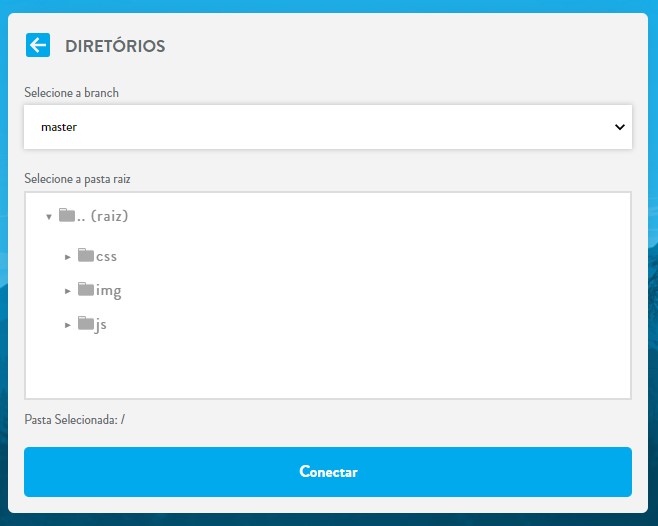 DIRETÓRIOS
Selecione a branch
master
Selecione a pasta raiz
.. (raiz)
css
img
js
Pasta Selecionada: /
Conectar